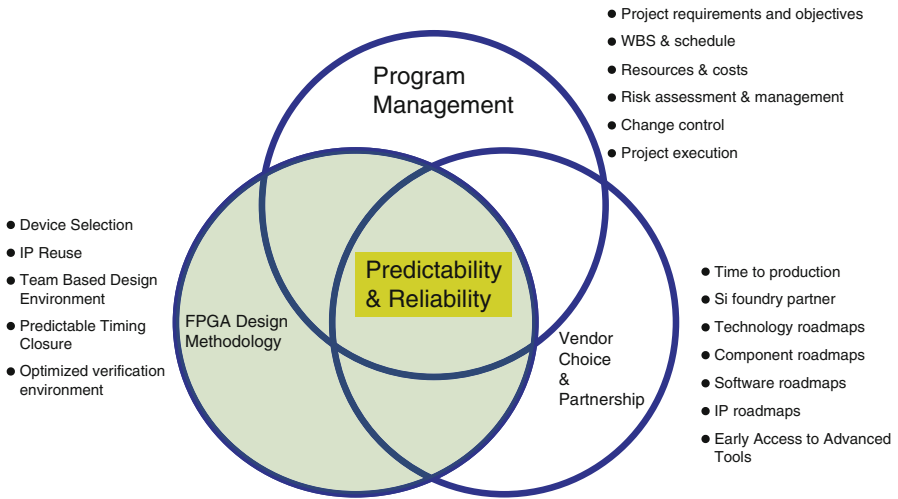 ● Project requirements and objectives
● WBS & schedule
● Resources & costs
● Risk assessment & management
● Change control
● Project execution
Program
Management
● Device Selection
● IP Reuse
● Team Based Design
Environment
● Predictable Timing
Closure
● Optimized verification
environment
FPGA Design
Methodology
Predictability
& Reliability
Vendor
Choice
&
Partnership
● Time to production
● Si foundry partner
● Technology roadmaps
● Component roadmaps
● Software roadmaps
● IP roadmaps
● Early Access to Advanced
Tools